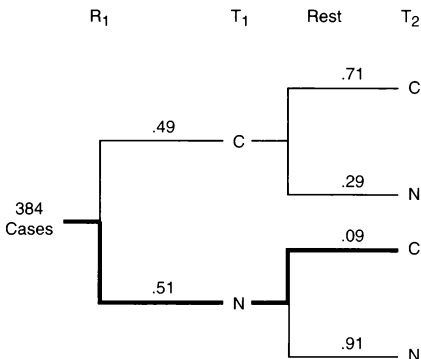 R1 T1 Rest T2
.71 C
.49 C
.29 N
384
Cases
.09 C
.51 N
.91 N